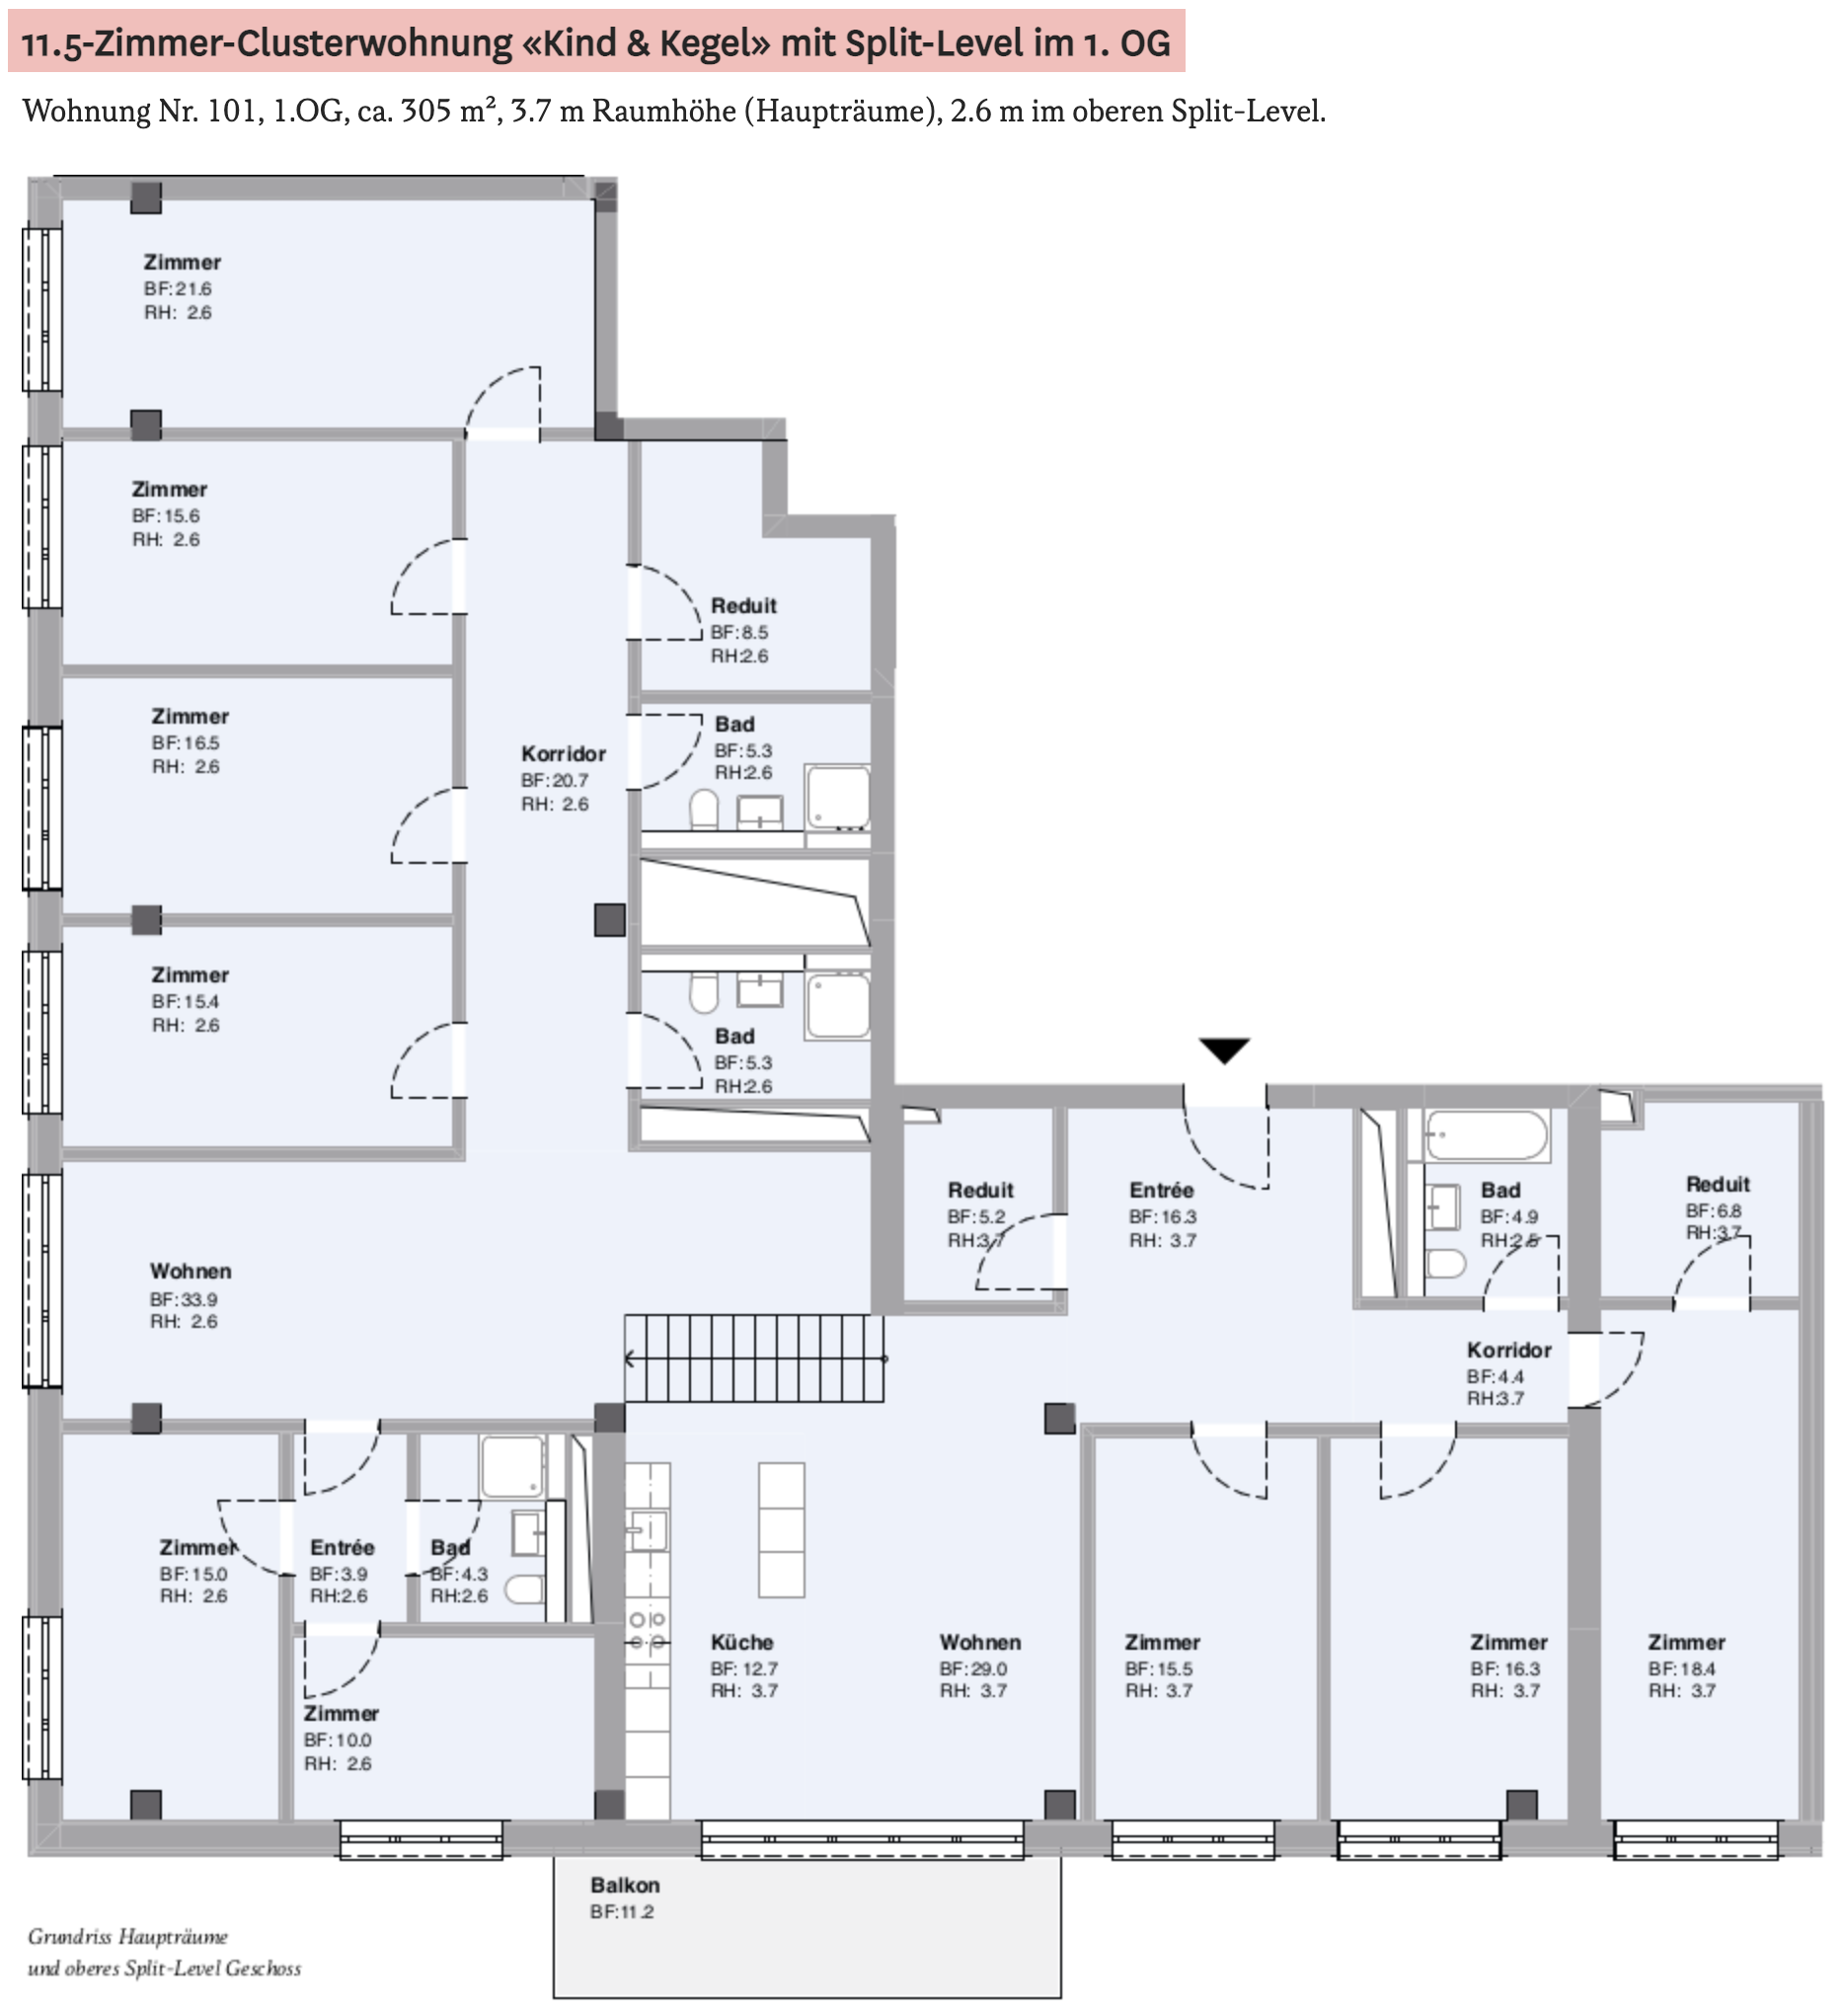 11.5-Zimmer-Clusterwohnung «Kind & Kegel» mit Split-Level im 1. OG
Wohnung Nr. 101, 1.OG, ca. 305 m², 3.7 m Raumhöhe (Haupträume), 2.6 m im oberen Split-Level.
Zimmer
BF:21.6
RH: 2.6
Zimmer
BF:15.6
RH: 2.6
Reduit
BF:8.5
RH:2.6
Zimmer
BF:16.5
RH: 2.6
Korridor
BF:20.7
RH: 2.6
Bad
BF:5.3
RH:2.6
Zimmer
BF:15.4
RH: 2.6
Bad
BF:5.3
RH:2.6
Reduit
BF:5.2
RH:3.7
Entrée
BF:16.3
RH: 3.7
Bad
BF:4.9
RH:2.6
Reduit
BF:6.8
RH:3.7
Wohnen
BF:33.9
RH: 2.6
Korridor
BF:4.4
RH:3.7
Zimmer
BF:15.0
RH: 2.6
Entrée
BF:3.9
RH:2.6
Bad
BF:4.3
RH:2.6
Zimmer
BF:10.0
RH: 2.6
Küche
BF: 12.7
RH: 3.7
Wohnen
BF:29.0
RH: 3.7
Zimmer
BF:15.5
RH: 3.7
Zimmer
BF:16.3
RH: 3.7
Zimmer
BF:18.4
RH: 3.7
Balkon
BF:11.2
Grundriss Haupträume
und oberes Split-Level Geschoss